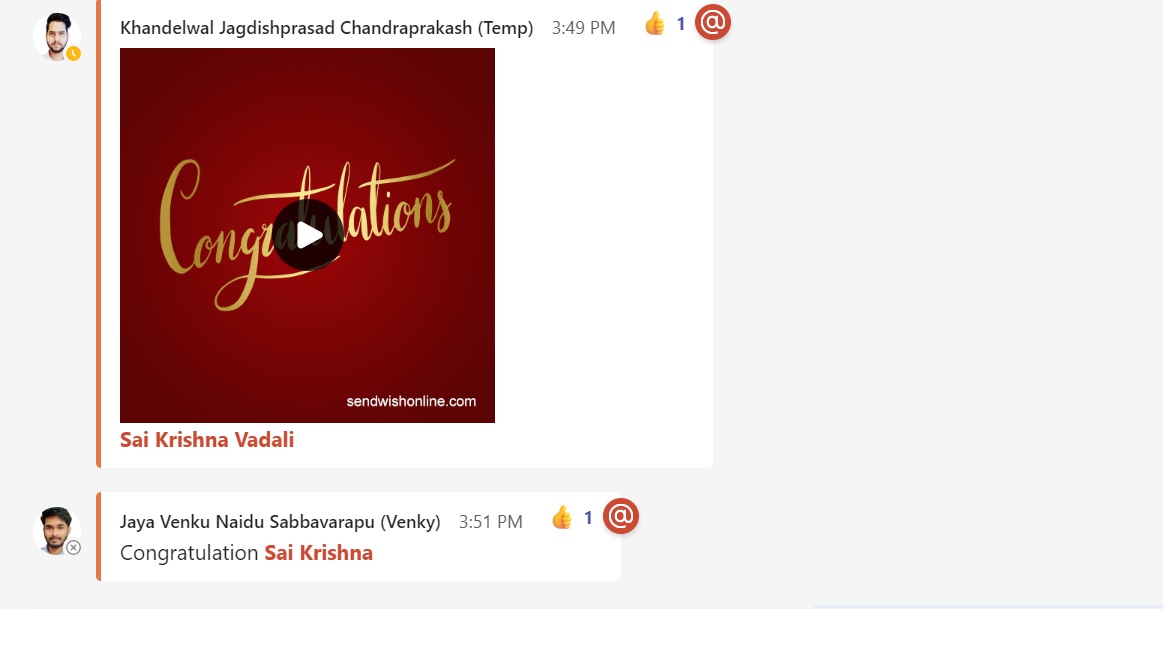 Khandelwal Jagdishprasad Chandraprakash (Temp) 3:49 PM 👍 1 @
Congratulations
sendwishonline.com
Sai Krishna Vadali
Jaya Venku Naidu Sabbavarapu (Venky) 3:51 PM 👍 1 @
Congratulation Sai Krishna